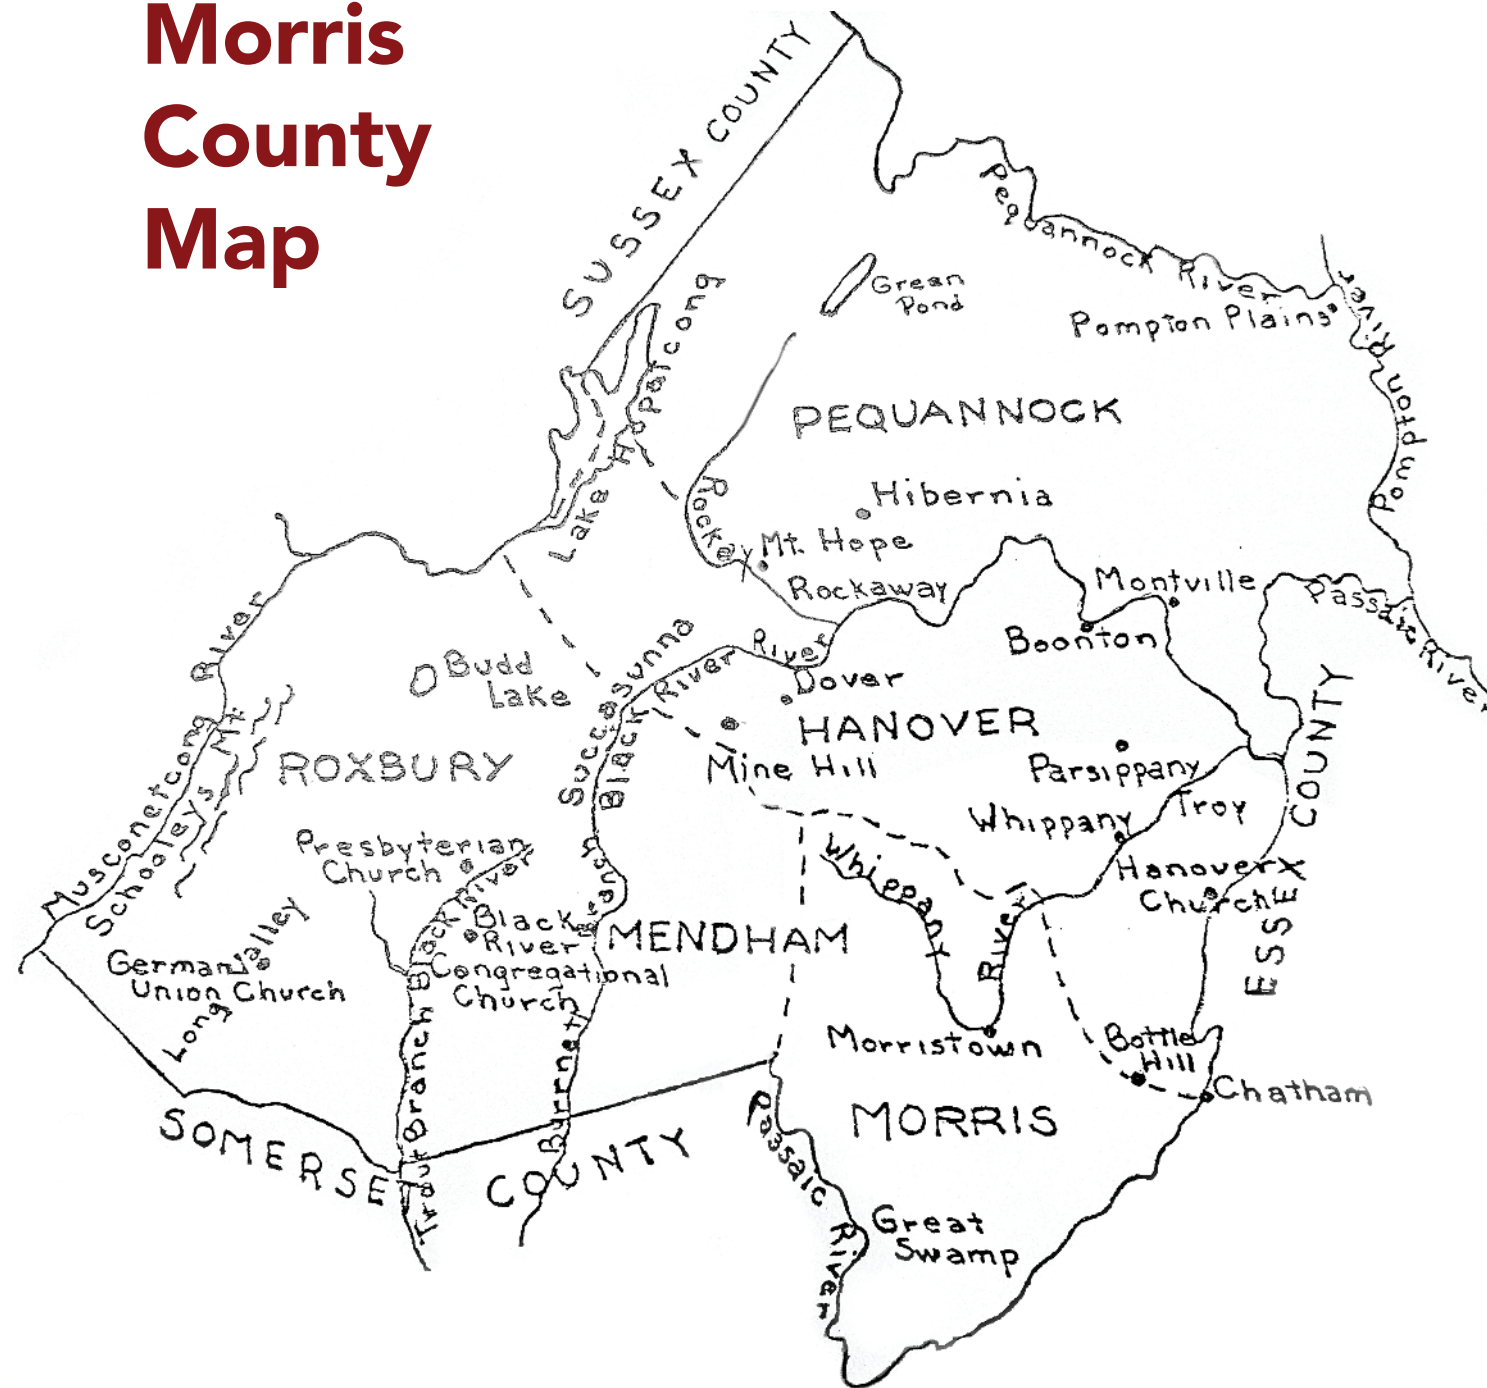 Morris
County
Map
SUSSEX COUNTY
Pequannock River
Green
Pond
Pompton Plains
Pompton River
Lake Hopatcong
PEQUANNOCK
Hibernia
Rockaway
Mt. Hope
Rockaway
River
Montville
Boonton
Passaic River
Musconetcong River
Budd
Lake
Succasunna
Black River
Dover
HANOVER
Mine Hill
Parsippany
Troy
Whippany
ESSEX COUNTY
Schooleys Mt
ROXBURY
Presbyterian
Church
Black River
Whippany River
Hanover
Church
Black
River
Congregational
Church
MENDHAM
German
Union Church
Long Valley
Burrnett Branch
Trout Branch Black River
Morristown
Bottle
Hill
Chatham
MORRIS
SOMERSET COUNTY
Passaic River
Great
Swamp